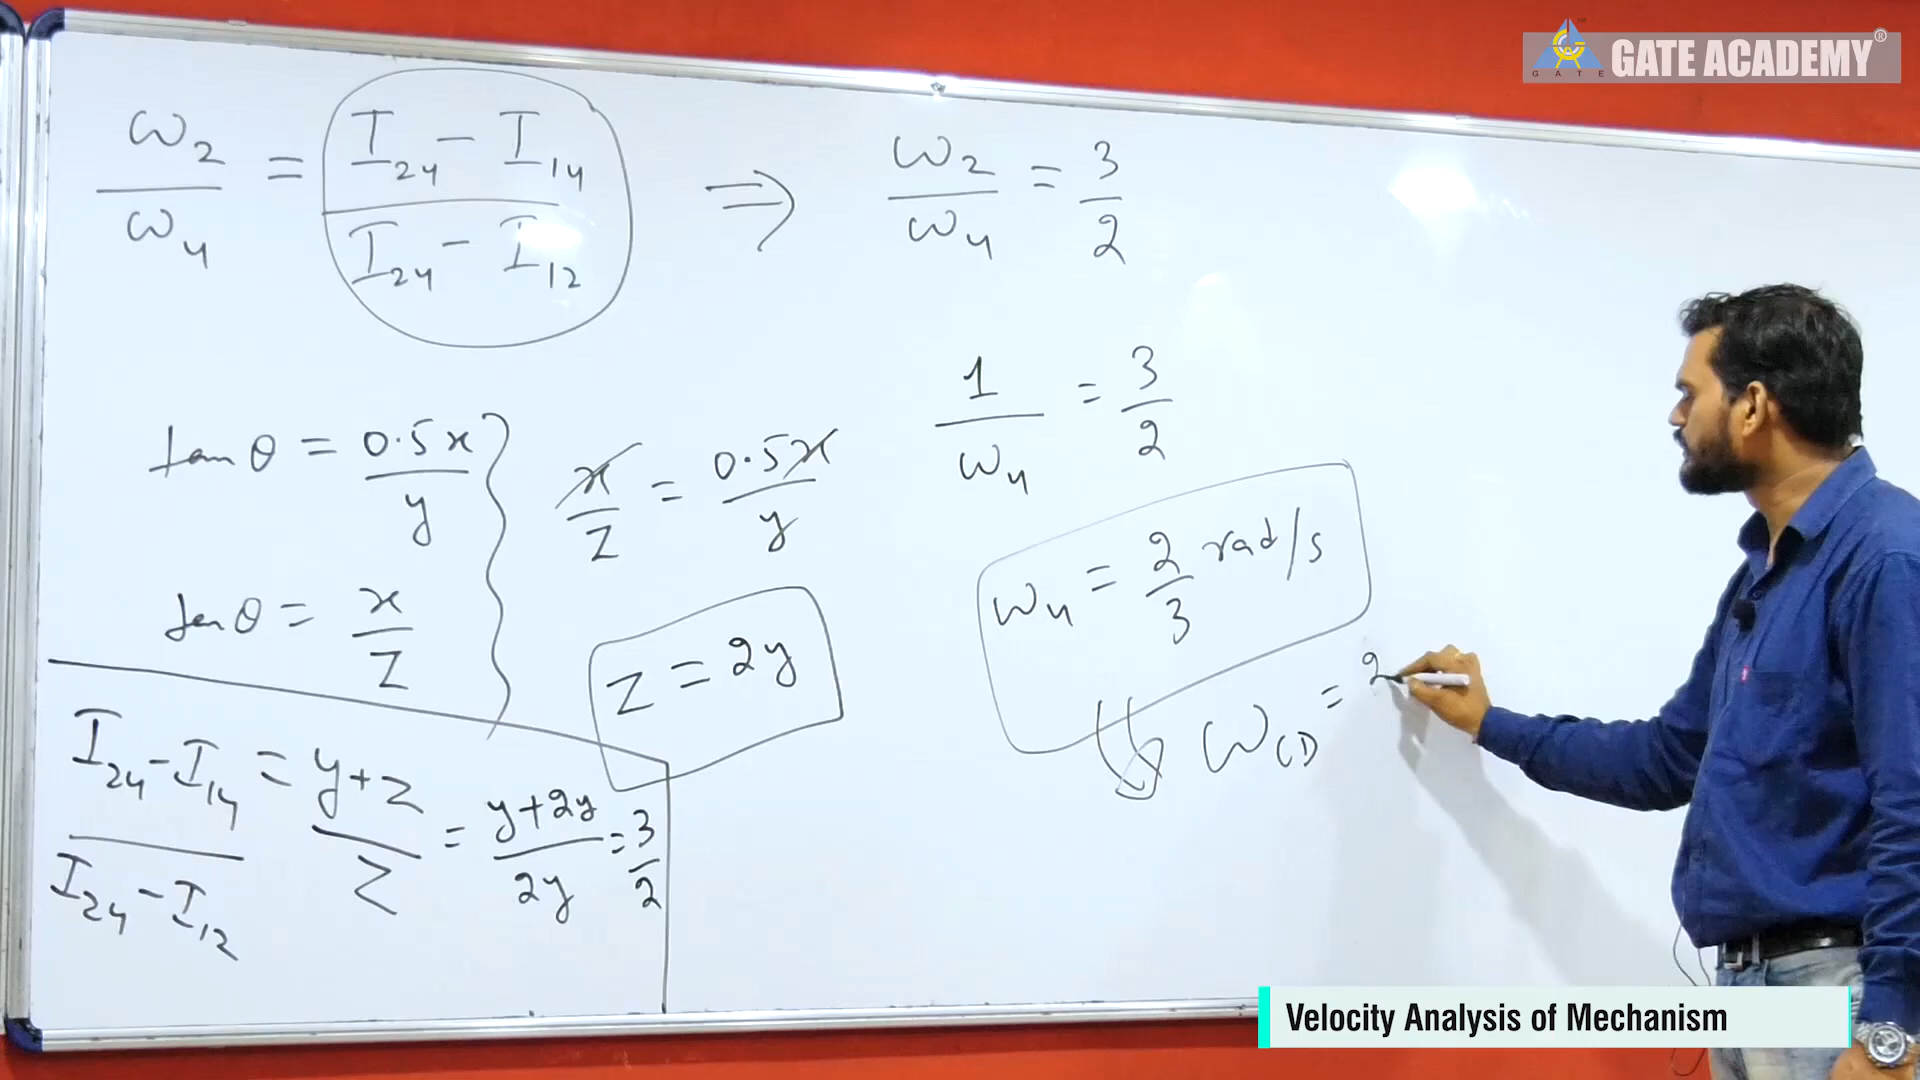 GATE
GATE ACADEMY®
ω₂/ω₄ = (I₂₄ - I₁₄)/(I₂₄ - I₁₂) ⇒ ω₂/ω₄ = 3/2
1/ω₄ = 3/2
tan θ = 0.5x/y
x/z = 0.5x/y
ω₄ = 2/3 rad/s
tan θ = x/z
z = 2y
ω_CD = 2
(I₂₄ - I₁₄)/(I₂₄ - I₁₂) = (y+z)/z = (y+2y)/2y = 3/2
Velocity Analysis of Mechanism